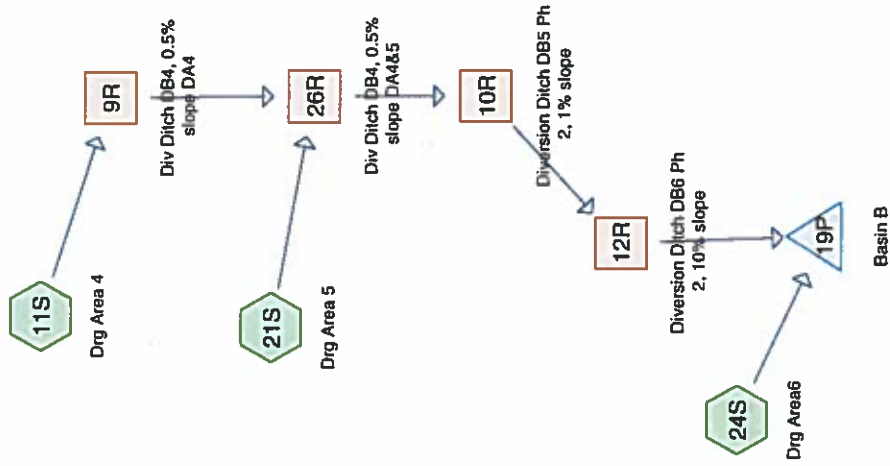 11S
Drg Area 4
9R
Div Ditch DB4, 0.5%
slope DA4
21S
Drg Area 5
26R
Div Ditch DB4, 0.5%
slope DA4&5
10R
Diversion Ditch DB5 Ph
2, 1% slope
12R
Diversion Ditch DB6 Ph
2, 10% slope
24S
Drg Area6
19P
Basin B